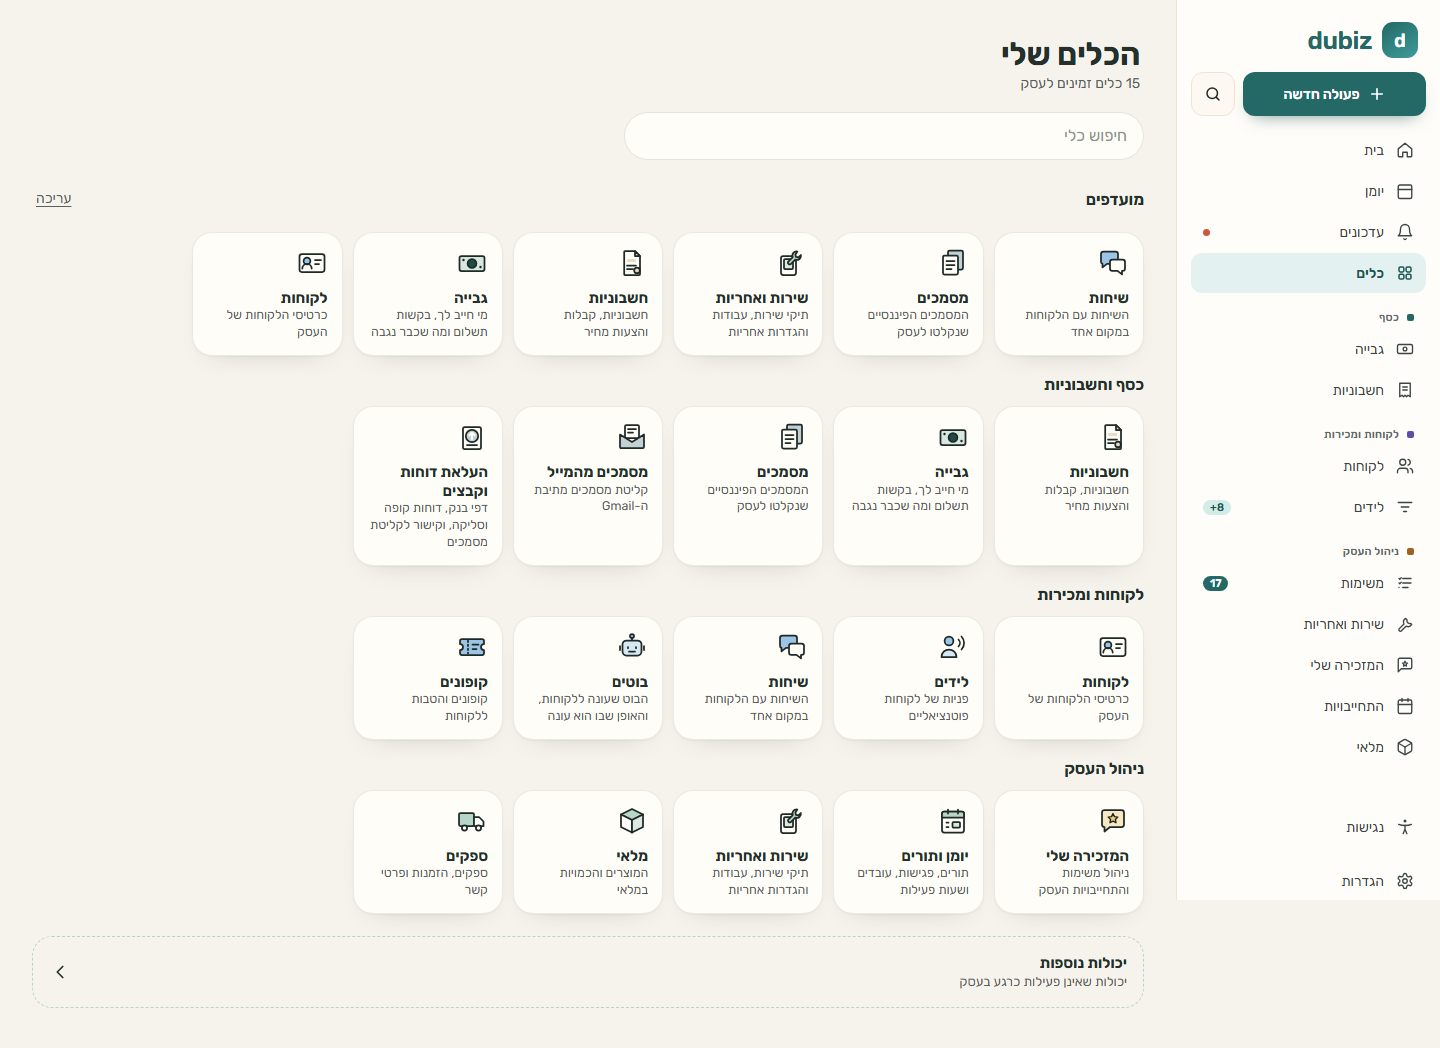 d
dubiz
פעולה חדשה
בית
יומן
עדכונים
כלים
כסף
גבייה
חשבוניות
לקוחות ומכירות
לקוחות
לידים
8+
ניהול העסק
משימות
17
שירות ואחריות
המזכירה שלי
התחייבויות
מלאי
נגישות
הגדרות
הכלים שלי
15 כלים זמינים לעסק
חיפוש כלי
מועדפים
עריכה
שיחות
השיחות עם הלקוחות
במקום אחד
מסמכים
המסמכים הפיננסיים
שנקלטו לעסק
שירות ואחריות
תיקי שירות, עבודות
והגדרות אחריות
חשבוניות
חשבוניות, קבלות
והצעות מחיר
גבייה
מי חייב לך, בקשות
תשלום ומה שכבר נגבה
לקוחות
כרטיסי הלקוחות של
העסק
כסף וחשבוניות
חשבוניות
חשבוניות, קבלות
והצעות מחיר
גבייה
מי חייב לך, בקשות
תשלום ומה שכבר נגבה
מסמכים
המסמכים הפיננסיים
שנקלטו לעסק
מסמכים מהמייל
קליטת מסמכים מתיבת
ה-Gmail
העלאת דוחות
וקבצים
דפי בנק, דוחות קופה
וסליקה, וקישור לקליטת
מסמכים
לקוחות ומכירות
לקוחות
כרטיסי הלקוחות של
העסק
לידים
פניות של לקוחות
פוטנציאליים
שיחות
השיחות עם הלקוחות
במקום אחד
בוטים
הבוט שעונה ללקוחות,
והאופן שבו הוא עונה
קופונים
קופונים והטבות
ללקוחות
ניהול העסק
המזכירה שלי
ניהול משימות
והתחייבויות העסק
יומן ותורים
תורים, פגישות, עובדים
ושעות פעילות
שירות ואחריות
תיקי שירות, עבודות
והגדרות אחריות
מלאי
המוצרים והכמויות
במלאי
ספקים
ספקים, הזמנות ופרטי
קשר
יכולות נוספות
יכולות שאינן פעילות כרגע בעסק